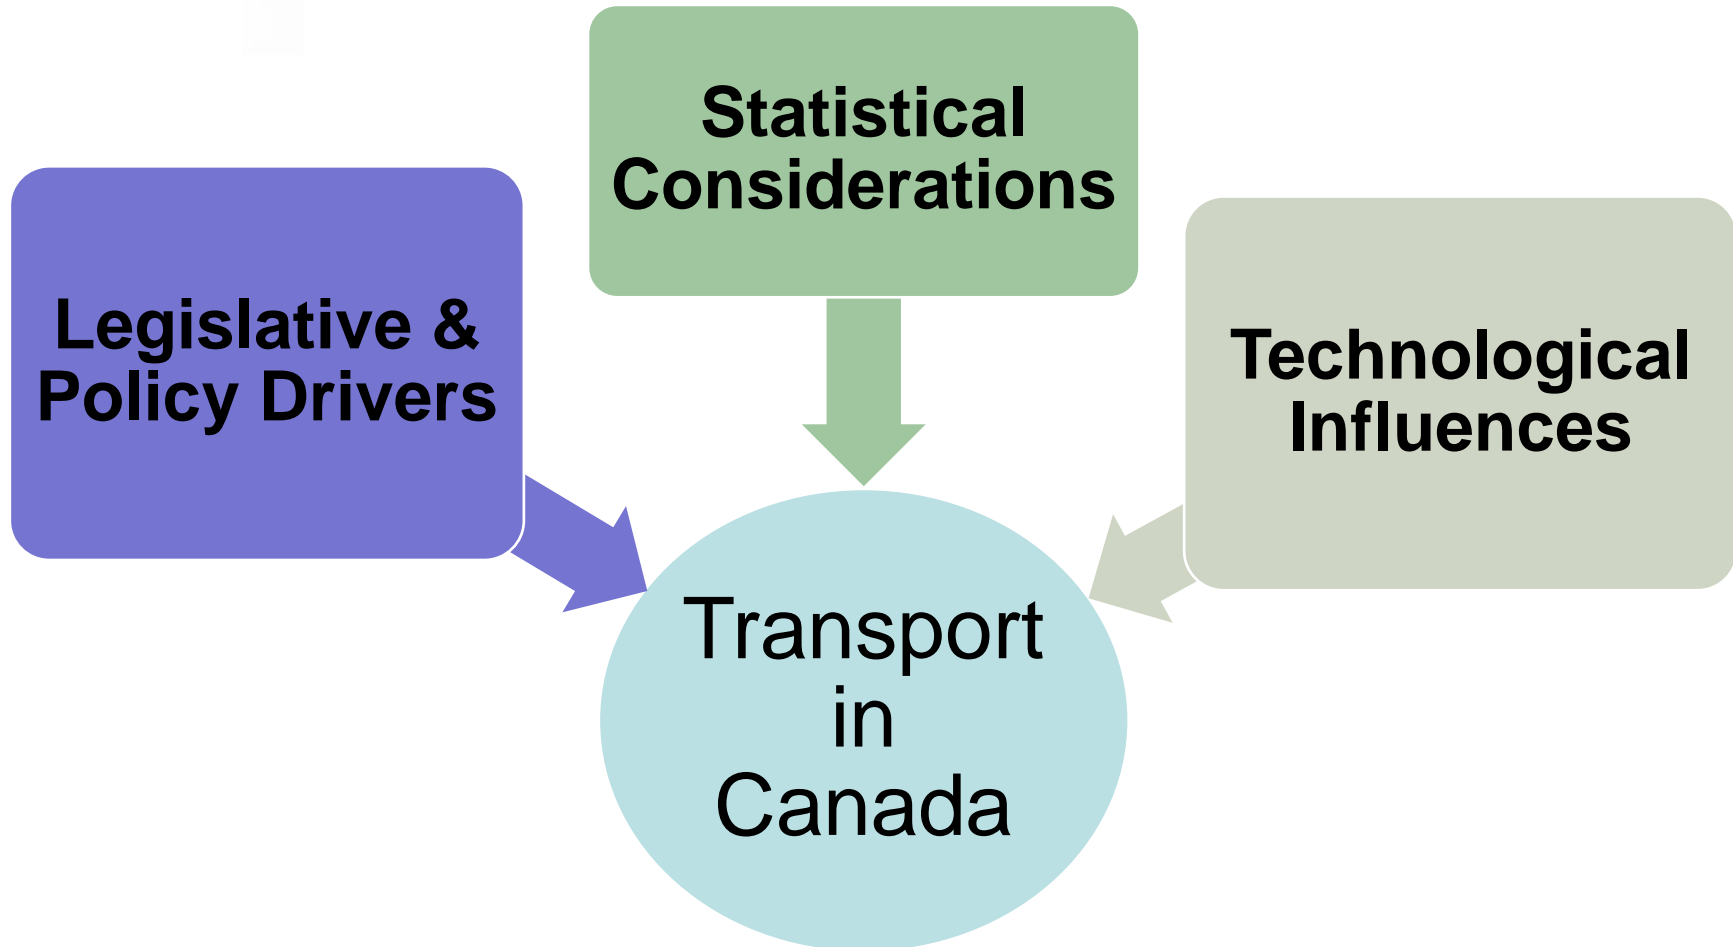 Statistical
Considerations
Legislative &
Policy Drivers
Technological
Influences
Transport
in
Canada